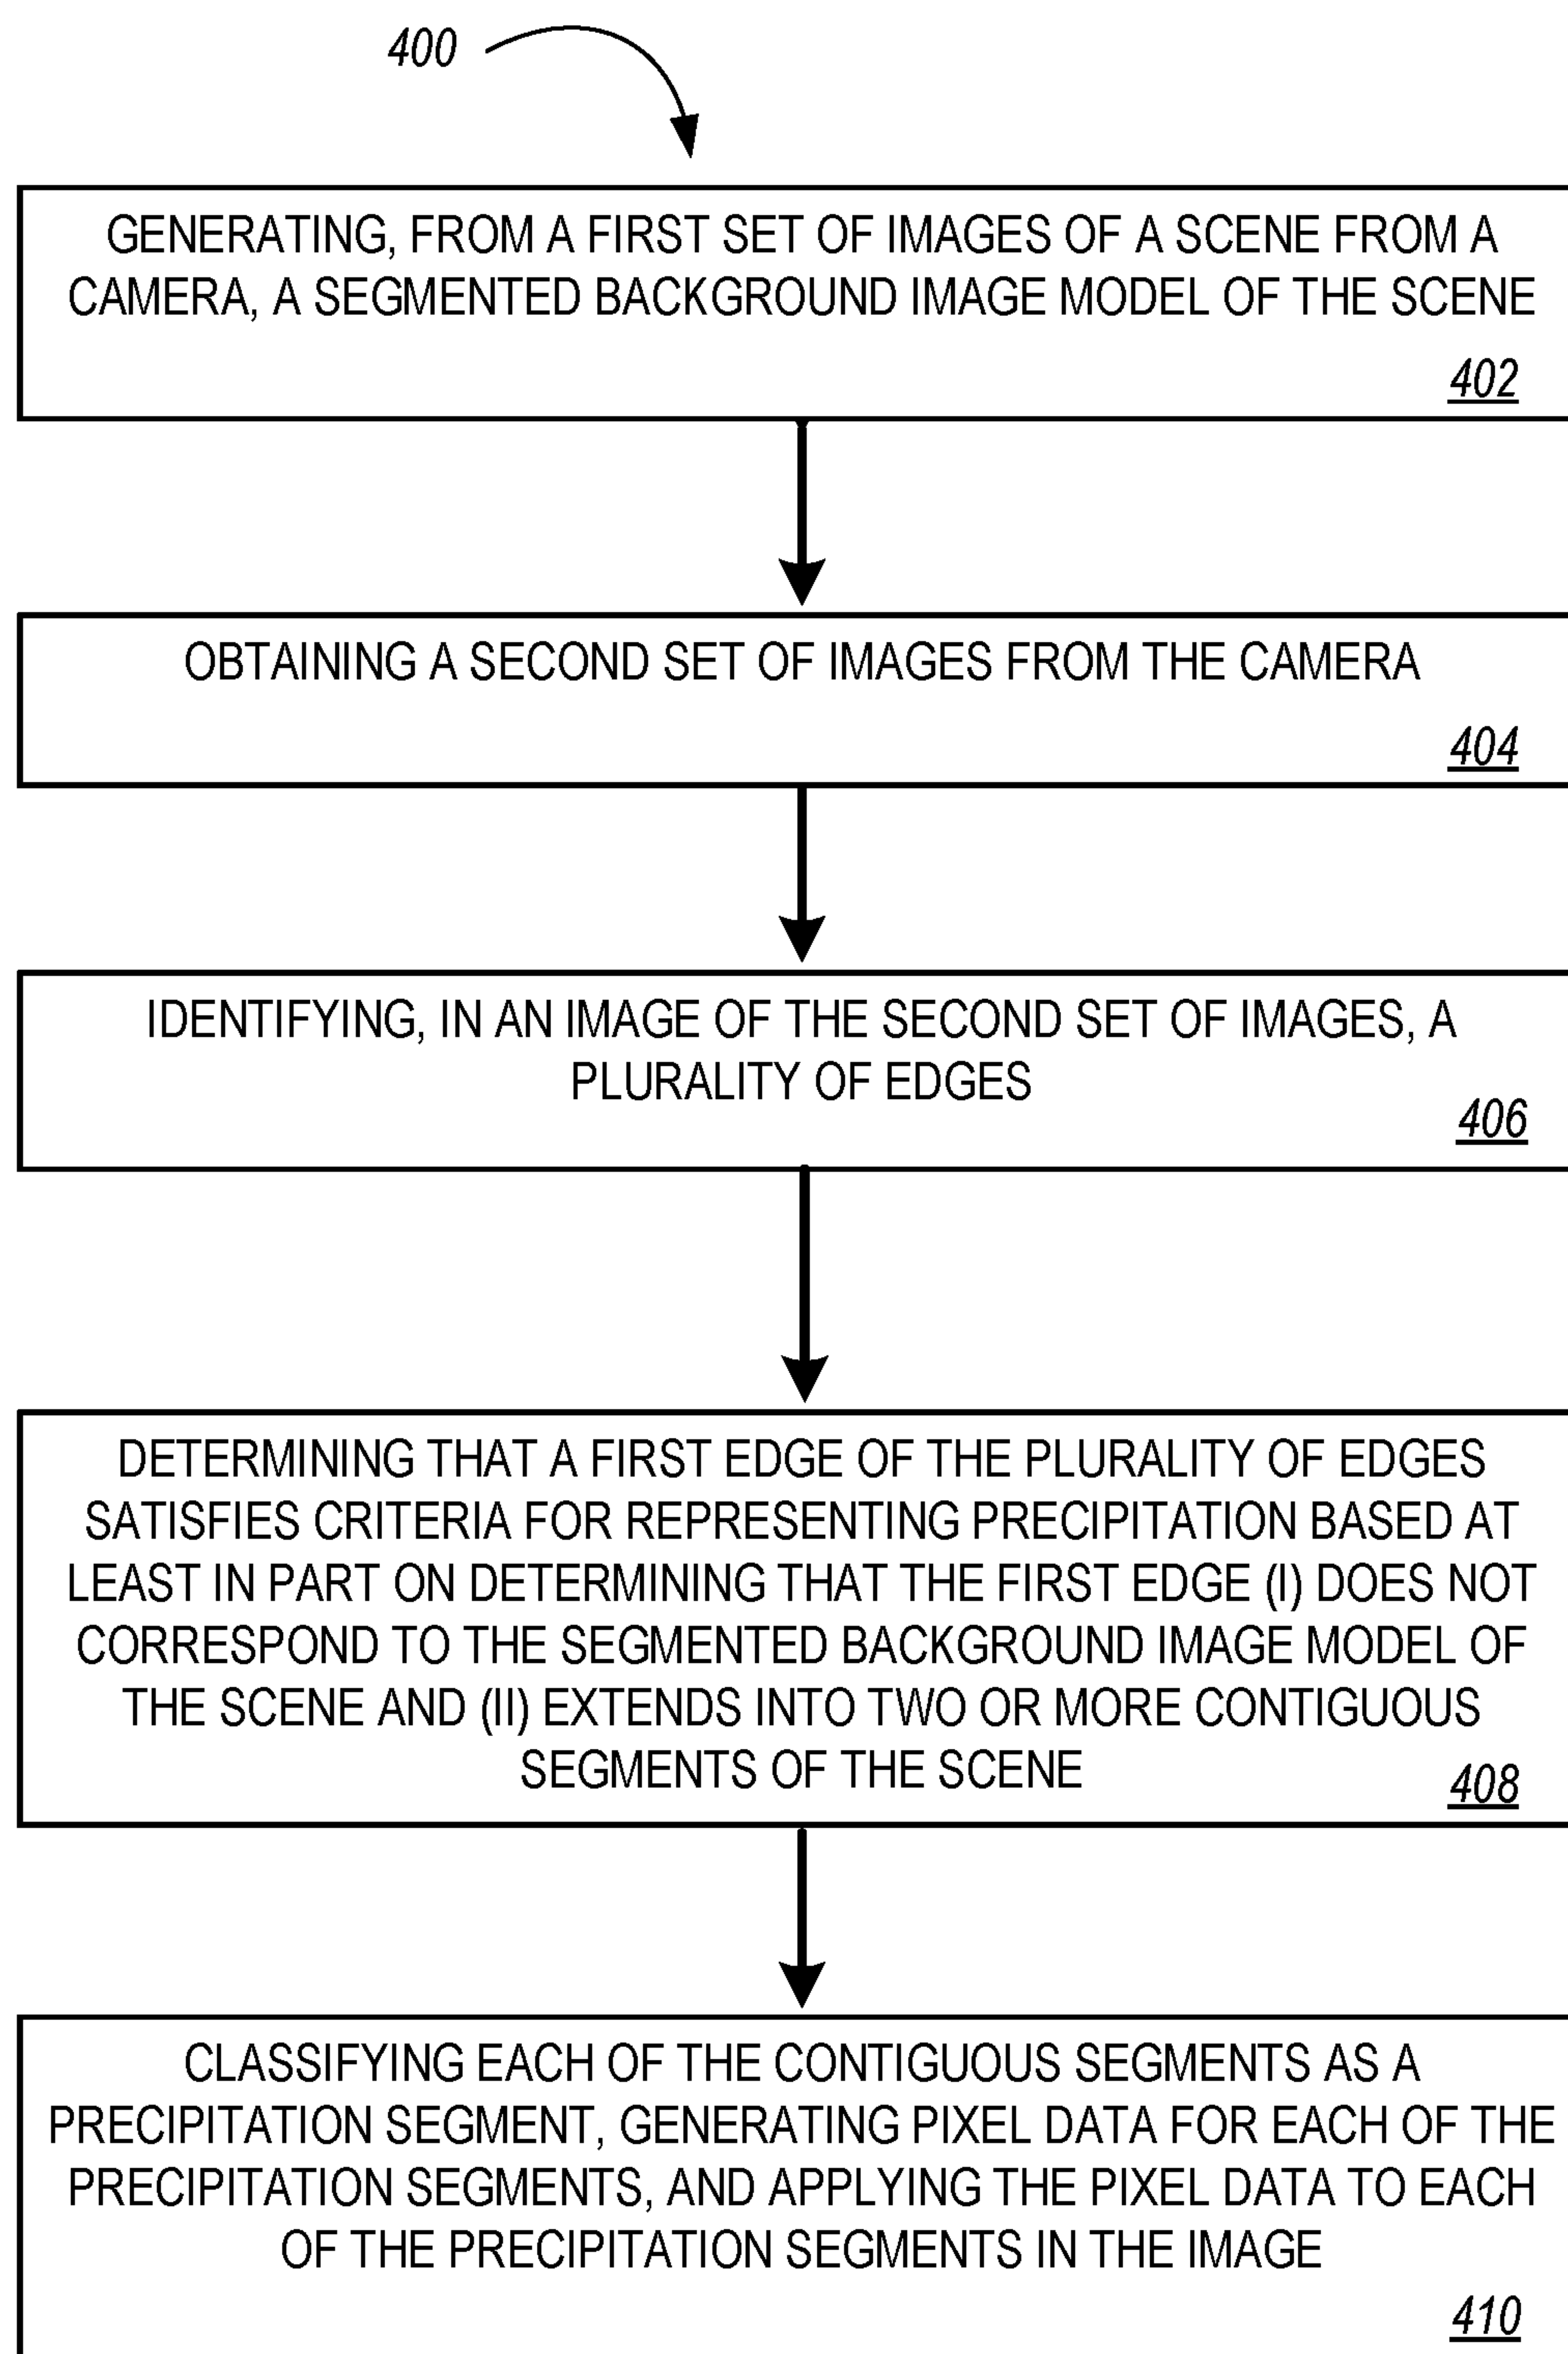 400
GENERATING, FROM A FIRST SET OF IMAGES OF A SCENE FROM A
CAMERA, A SEGMENTED BACKGROUND IMAGE MODEL OF THE SCENE
402
OBTAINING A SECOND SET OF IMAGES FROM THE CAMERA
404
IDENTIFYING, IN AN IMAGE OF THE SECOND SET OF IMAGES, A
PLURALITY OF EDGES
406
DETERMINING THAT A FIRST EDGE OF THE PLURALITY OF EDGES
SATISFIES CRITERIA FOR REPRESENTING PRECIPITATION BASED AT
LEAST IN PART ON DETERMINING THAT THE FIRST EDGE (I) DOES NOT
CORRESPOND TO THE SEGMENTED BACKGROUND IMAGE MODEL OF
THE SCENE AND (II) EXTENDS INTO TWO OR MORE CONTIGUOUS
SEGMENTS OF THE SCENE
408
CLASSIFYING EACH OF THE CONTIGUOUS SEGMENTS AS A
PRECIPITATION SEGMENT, GENERATING PIXEL DATA FOR EACH OF THE
PRECIPITATION SEGMENTS, AND APPLYING THE PIXEL DATA TO EACH
OF THE PRECIPITATION SEGMENTS IN THE IMAGE
410